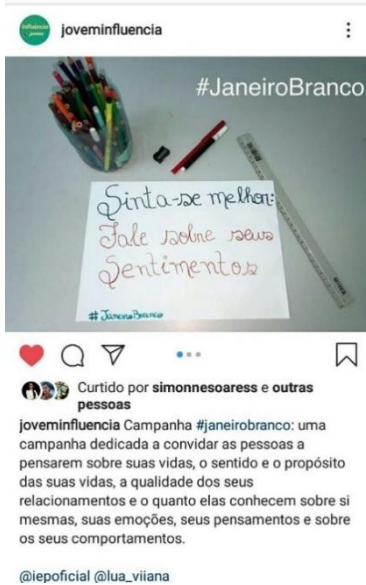 influência
jovem
joveminfluencia
#JaneiroBranco
Sinta-se melhor:
Fale sobre seus
Sentimentos
# JaneiroBranco
Curtido por simonnesoaress e outras
pessoas
joveminfluencia Campanha #janeirobranco: uma
campanha dedicada a convidar as pessoas a
pensarem sobre suas vidas, o sentido e o propósito
das suas vidas, a qualidade dos seus
relacionamentos e o quanto elas conhecem sobre si
mesmas, suas emoções, seus pensamentos e sobre
os seus comportamentos.
@iepoficial @lua_viiana